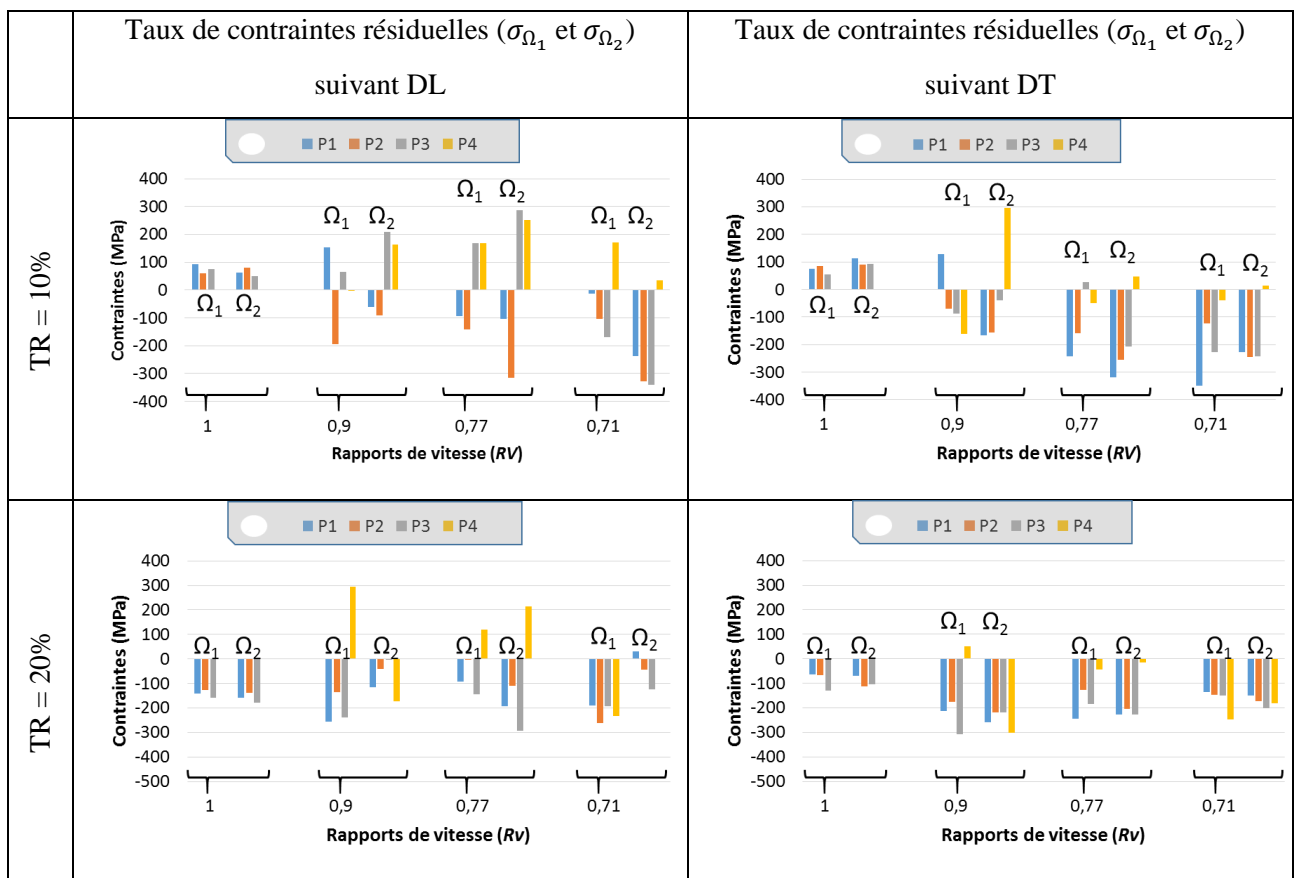 Taux de contraintes résiduelles (σΩ₁ et σΩ₂)
suivant DL
Taux de contraintes résiduelles (σΩ₁ et σΩ₂)
suivant DT
TR = 10%
P1 P2 P3 P4
Contraintes (MPa)
400
300
200
100
0
-100
-200
-300
-400
Ω₁ Ω₂
Ω₁ Ω₂
Ω₁ Ω₂
Ω₁ Ω₂
1 0,9 0,77 0,71
Rapports de vitesse (RV)
P1 P2 P3 P4
Contraintes (MPa)
400
300
200
100
0
-100
-200
-300
-400
Ω₁ Ω₂
Ω₁ Ω₂
Ω₁ Ω₂
Ω₁ Ω₂
1 0,9 0,77 0,71
Rapports de vitesse (RV)
TR = 20%
P1 P2 P3 P4
Contraintes (MPa)
400
300
200
100
0
-100
-200
-300
-400
-500
Ω₁ Ω₂
Ω₁ Ω₂
Ω₁ Ω₂
Ω₁ Ω₂
1 0,9 0,77 0,71
Rapports de vitesse (Rv)
P1 P2 P3 P4
Contraintes (MPa)
400
300
200
100
0
-100
-200
-300
-400
-500
Ω₁ Ω₂
Ω₁ Ω₂
Ω₁ Ω₂
Ω₁ Ω₂
1 0,9 0,77 0,71
Rapports de vitesse (Rv)